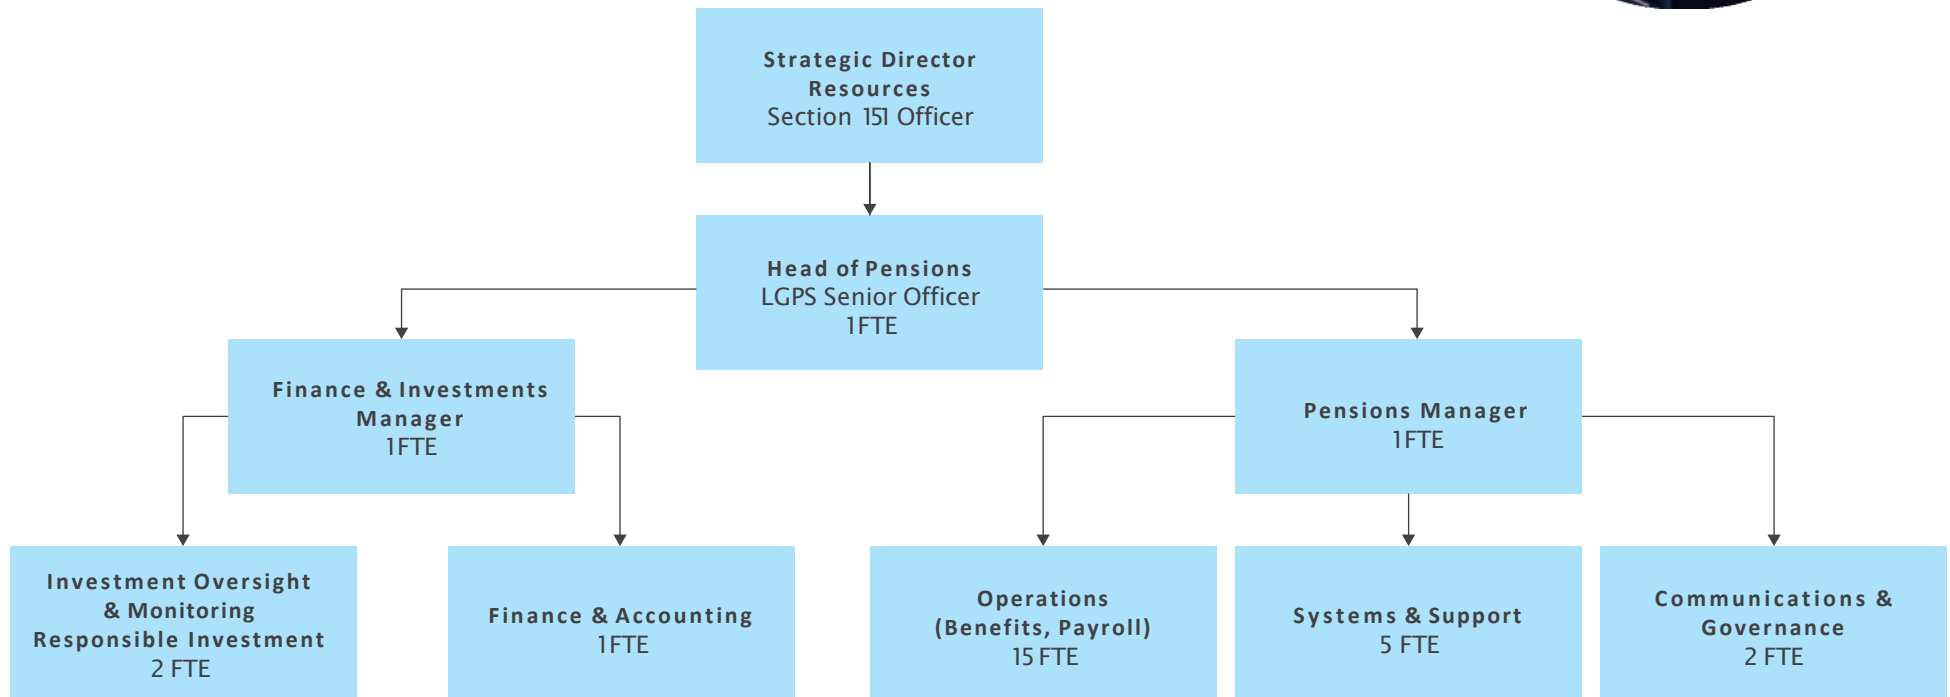 Strategic Director
Resources
Section 151 Officer
Head of Pensions
LGPS Senior Officer
1 FTE
Finance & Investments
Manager
1 FTE
Pensions Manager
1 FTE
Investment Oversight
& Monitoring
Responsible Investment
2 FTE
Finance & Accounting
1 FTE
Operations
(Benefits, Payroll)
15 FTE
Systems & Support
5 FTE
Communications &
Governance
2 FTE